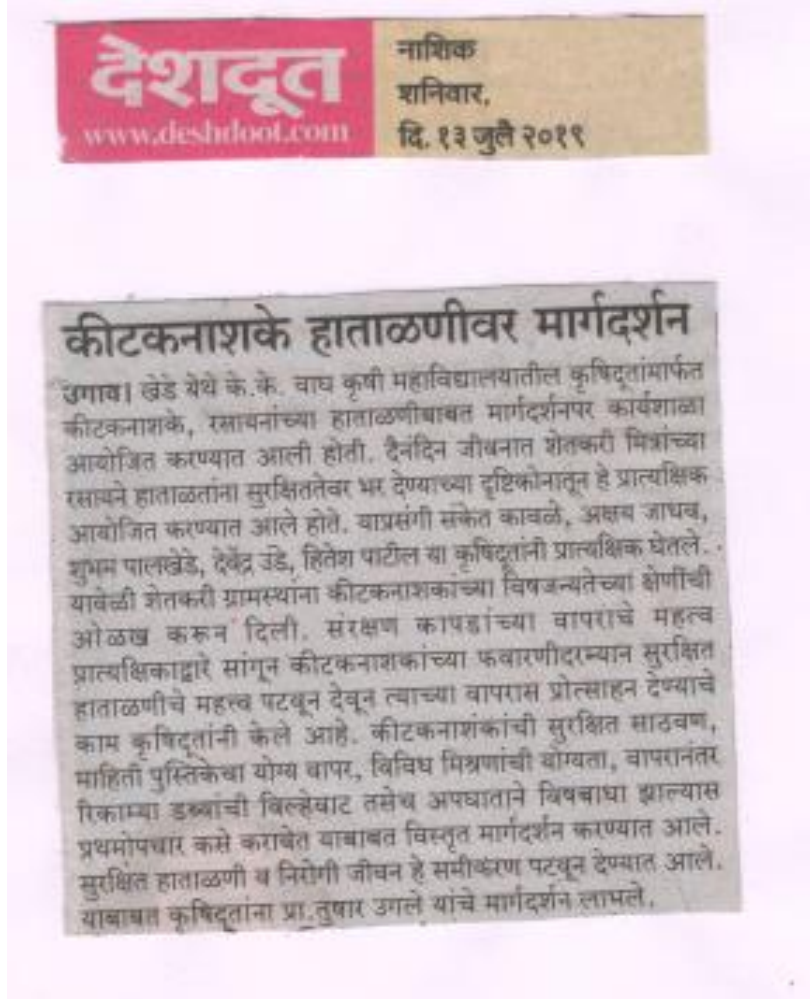 देशदूत
www.deshdoot.com
नाशिक
शनिवार,
दि. १३ जुलै २०१९
कीटकनाशके हाताळणीवर मार्गदर्शन
उगाव। खेडे येथे के.के. वाघ कृषी महाविद्यालयातील कृषिदूतांमार्फत
कीटकनाशके, रसायनांच्या हाताळणीबाबत मार्गदर्शनपर कार्यशाळा
आयोजित करण्यात आली होती. दैनंदिन जीवनात शेतकरी मित्रांच्या
रसायने हाताळतांना सुरक्षिततेवर भर देण्याच्या दृष्टिकोनातून हे प्रात्यक्षिक
आयोजित करण्यात आले होते. याप्रसंगी संकेत कावळे, अक्षय जाधव,
शुभम पालखेडे, देवेंद्र उंडे, हितेश पाटील या कृषिदूतांनी प्रात्यक्षिक घेतले.
यावेळी शेतकरी ग्रामस्थांना कीटकनाशकांच्या विषजन्यतेच्या श्रेणींची
ओळख करून दिली. संरक्षण कापडांच्या वापराचे महत्व
प्रात्यक्षिकाद्वारे सांगून कीटकनाशकांच्या फवारणीदरम्यान सुरक्षित
हाताळणीचे महत्त्व पटवून देवून त्याच्या वापरास प्रोत्साहन देण्याचे
काम कृषिदूतांनी केले आहे. कीटकनाशंकांची सुरक्षित साठवण,
माहिती पुस्तिकेचा योग्य वापर, विविध मिश्रणांची योग्यता, वापरानंतर
रिकाम्या डब्यांची विल्हेवाट तसेच अपघाताने विषबाधा झाल्यास
प्रथमोपचार कसे करावेत याबाबत विस्तृत मार्गदर्शन करण्यात आले.
सुरक्षित हाताळणी व निरोगी जीवन हे समीकरण पटवून देण्यात आले.
याबाबत कृषिदूतांना प्रा.तुषार उगले यांचे मार्गदर्शन लाभले.